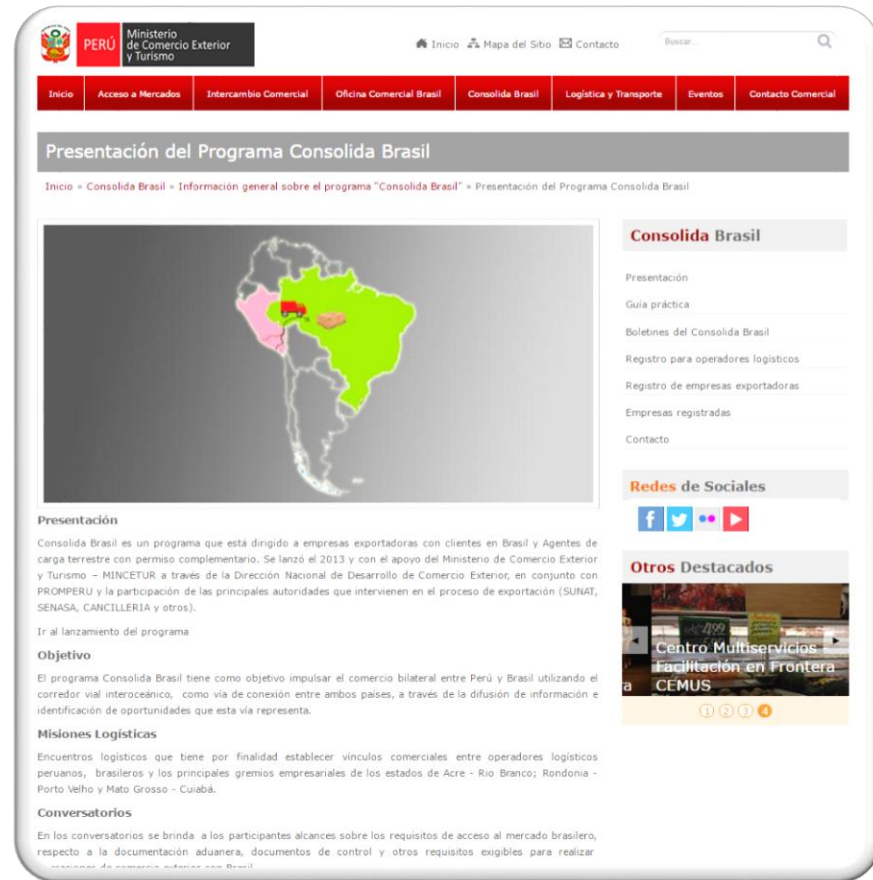 PERÚ
Ministerio
de Comercio Exterior
y Turismo
Inicio Mapa del Sitio Contacto
Buscar...
Inicio Acceso a Mercados Intercambio Comercial Oficina Comercial Brasil Consolida Brasil Logística y Transporte Eventos Contacto Comercial
Presentación del Programa Consolida Brasil
Inicio » Consolida Brasil » Información general sobre el programa "Consolida Brasil" » Presentación del Programa Consolida Brasil
Presentación
Consolida Brasil es un programa que está dirigido a empresas exportadoras con clientes en Brasil y Agentes de
carga terrestre con permiso complementario. Se lanzó el 2013 y con el apoyo del Ministerio de Comercio Exterior
y Turismo – MINCETUR a través de la Dirección Nacional de Desarrollo de Comercio Exterior, en conjunto con
PROMPERU y la participación de las principales autoridades que intervienen en el proceso de exportación (SUNAT,
SENASA, CANCILLERIA y otros).
Ir al lanzamiento del programa
Objetivo
El programa Consolida Brasil tiene como objetivo impulsar el comercio bilateral entre Perú y Brasil utilizando el
corredor vial interoceánico, como vía de conexión entre ambos países, a través de la difusión de información e
identificación de oportunidades que esta vía representa.
Misiones Logísticas
Encuentros logísticos que tiene por finalidad establecer vínculos comerciales entre operadores logísticos
peruanos, brasileros y los principales gremios empresariales de los estados de Acre - Rio Branco; Rondonia -
Porto Velho y Mato Grosso - Cuiabá.
Conversatorios
En los conversatorios se brinda a los participantes alcances sobre los requisitos de acceso al mercado brasilero,
respecto a la documentación aduanera, documentos de control y otros requisitos exigibles para realizar
de comercio exterior con Brasil
Consolida Brasil
Presentación
Guía práctica
Boletines del Consolida Brasil
Registro para operadores logísticos
Registro de empresas exportadoras
Empresas registradas
Contacto
Redes de Sociales
Otros Destacados
499
Centro Multiservicios -
Facilitación en Frontera
a CEMUS
1 2 3 4